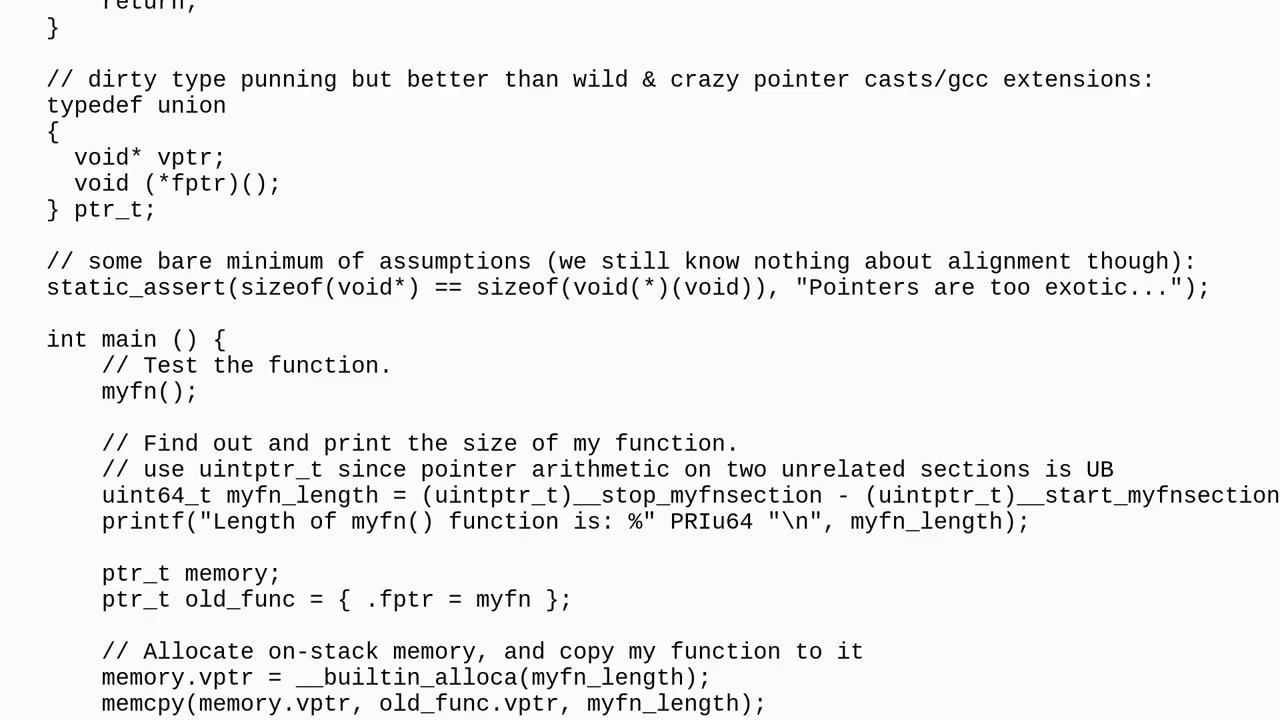 return;
}
// dirty type punning but better than wild & crazy pointer casts/gcc extensions:
typedef union
{
void* vptr;
void (*fptr)();
} ptr_t;
// some bare minimum of assumptions (we still know nothing about alignment though):
static_assert(sizeof(void*) == sizeof(void(*)(void)), "Pointers are too exotic...");
int main () {
// Test the function.
myfn();
// Find out and print the size of my function.
// use uintptr_t since pointer arithmetic on two unrelated sections is UB
uint64_t myfn_length = (uintptr_t)__stop_myfnsection - (uintptr_t)__start_myfnsection
printf("Length of myfn() function is: %" PRIu64 "\n", myfn_length);
ptr_t memory;
ptr_t old_func = { .fptr = myfn };
// Allocate on-stack memory, and copy my function to it
memory.vptr = __builtin_alloca(myfn_length);
memcpy(memory.vptr, old_func.vptr, myfn_length);